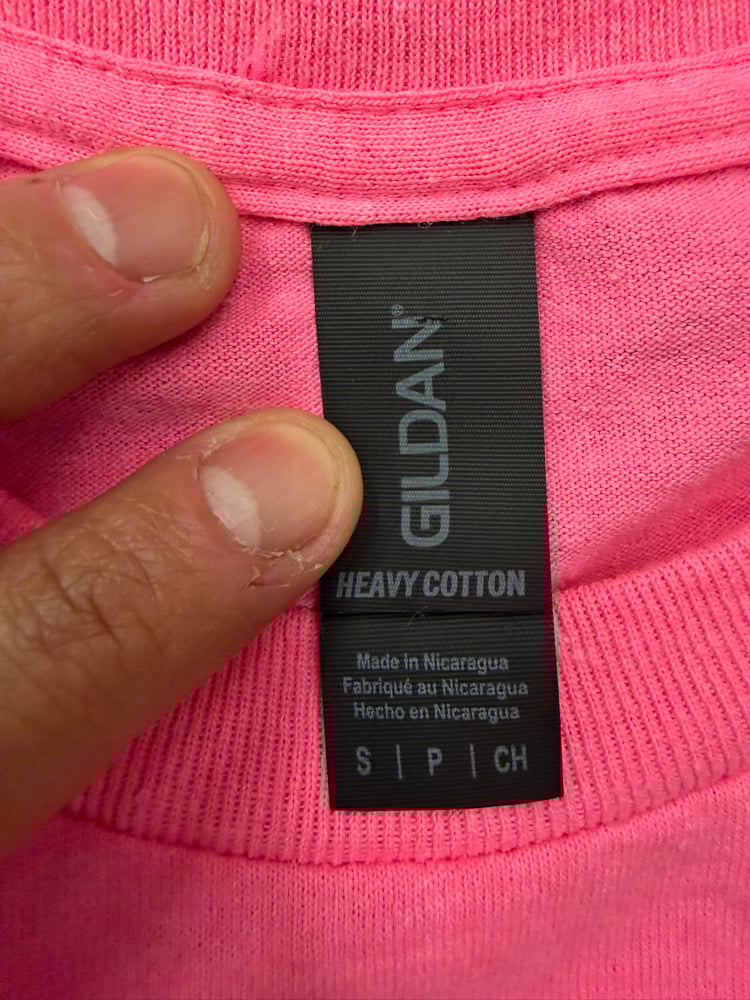 GILDAN®
HEAVY COTTON
Made in Nicaragua
Fabriqué au Nicaragua
Hecho en Nicaragua
S | P | CH